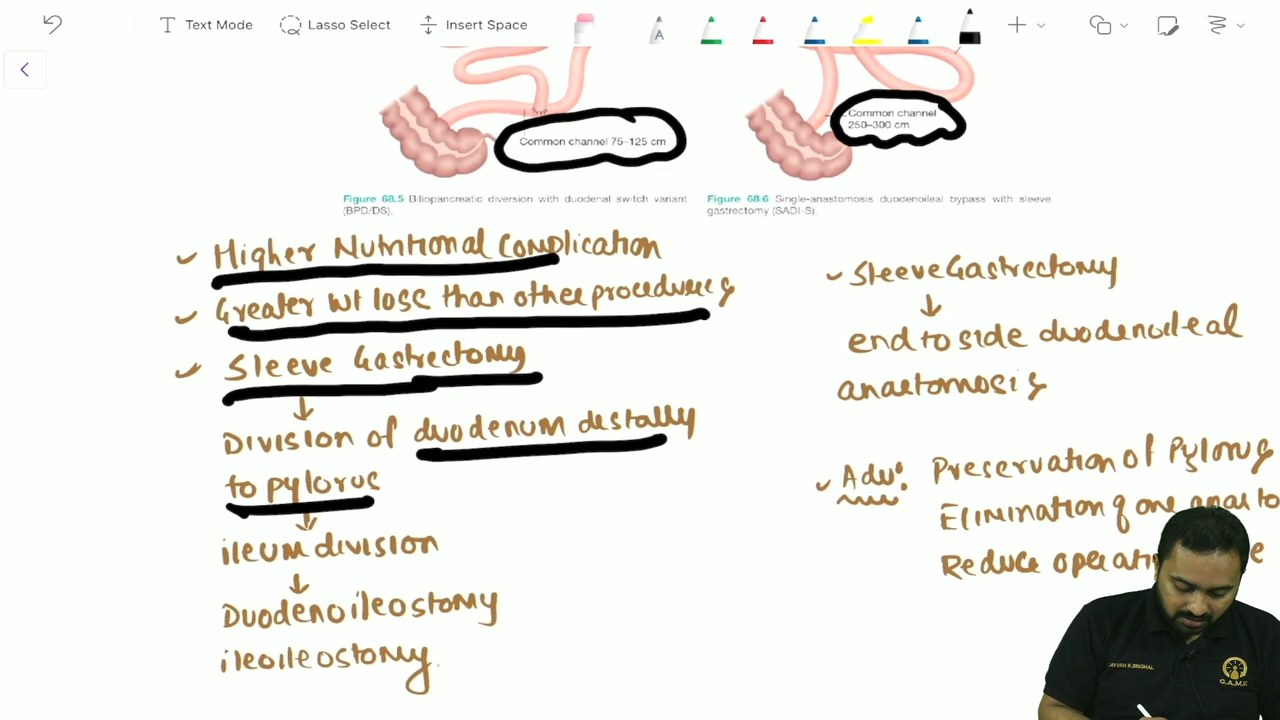 Text Mode
Lasso Select
Insert Space
A
Common channel 75–125 cm
Common channel
250–300 cm
Figure 68.5 Biliopancreatic diversion with duodenal switch variant
(BPD/DS).
Figure 68.6 Single-anastomosis duodenoileal bypass with sleeve
gastrectomy (SADI-S).
Higher Nutritional Complication
Greater wt lose than other procedures
Sleeve Gastrectomy
Division of duodenum distally
to pylorus
ileum division
Duodenoileostomy
ileoileostomy.
Sleeve Gastrectomy
end to side duodenoileal
anastomosis
Adv: Preservation of Pylorus
Elimination of one
Reduce
K.SINGHAL
G.A.M.E